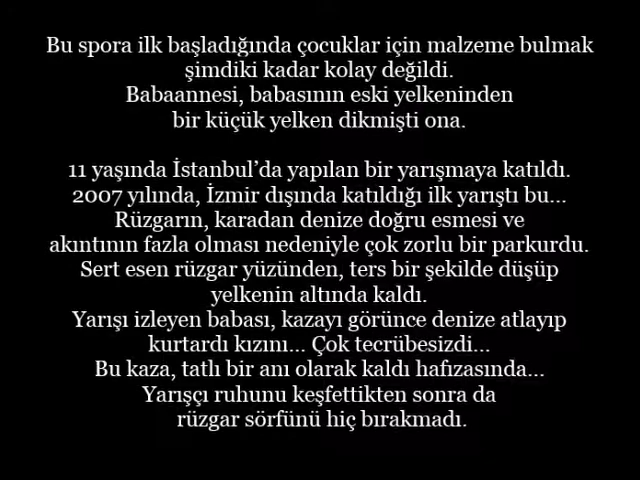 Bu spora ilk başladığında çocuklar için malzeme bulmak
şimdiki kadar kolay değildi.
Babaannesi, babasının eski yelkeninden
bir küçük yelken dikmişti ona.
11 yaşında İstanbul’da yapılan bir yarışmaya katıldı.
2007 yılında, İzmir dışında katıldığı ilk yarıştı bu...
Rüzgarın, karadan denize doğru esmesi ve
akıntının fazla olması nedeniyle çok zorlu bir parkurdu.
Sert esen rüzgar yüzünden, ters bir şekilde düşüp
yelkenin altında kaldı.
Yarışı izleyen babası, kazayı görünce denize atlayıp
kurtardı kızını... Çok tecrübesizdi...
Bu kaza, tatlı bir anı olarak kaldı hafızasında...
Yarışçı ruhunu keşfettikten sonra da
rüzgar sörfünü hiç bırakmadı.